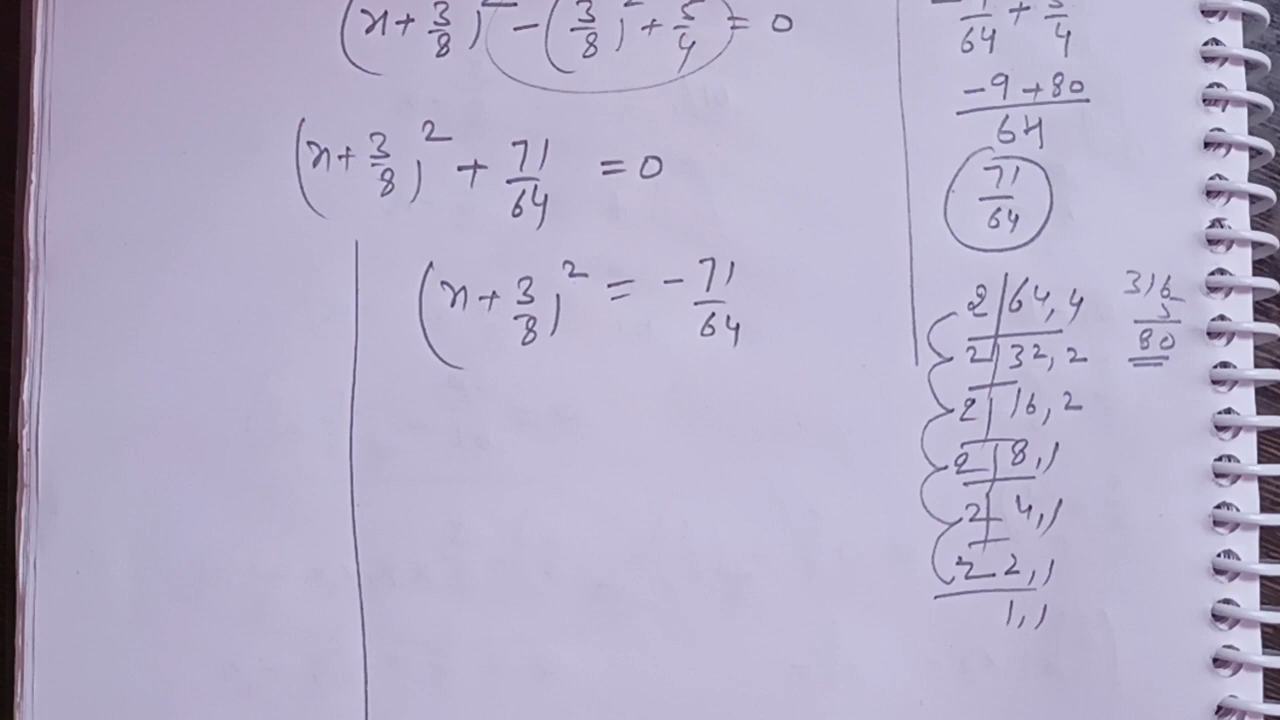 (x + 3/8)² - (3/8)² + 5/4 = 0
(x + 3/8)² + 71/64 = 0
(x + 3/8)² = - 71/64
-9 + 80
64
71
64
2 | 64, 4
2 | 32, 2
2 | 16, 2
2 | 8, 1
2 | 4, 1
2 2, 1
1, 1
316
5
80